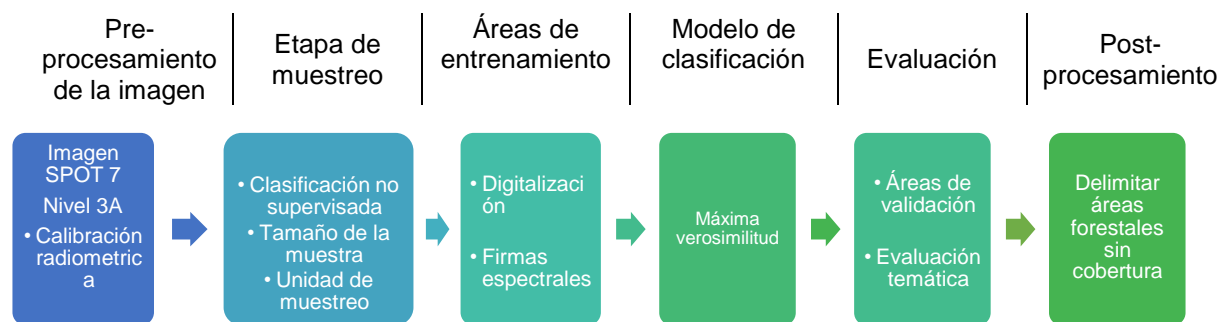 Pre-
procesamiento
de la imagen
Etapa de
muestreo
Áreas de
entrenamiento
Modelo de
clasificación
Evaluación
Post-
procesamiento
Imagen
SPOT 7
Nivel 3A
• Calibración
radiometric
a
• Clasificación no
supervisada
• Tamaño de la
muestra
• Unidad de
muestreo
• Digitalizaci
ón
• Firmas
espectrales
Máxima
verosimilitud
• Áreas de
validación
• Evaluación
temática
Delimitar
áreas
forestales
sin
cobertura